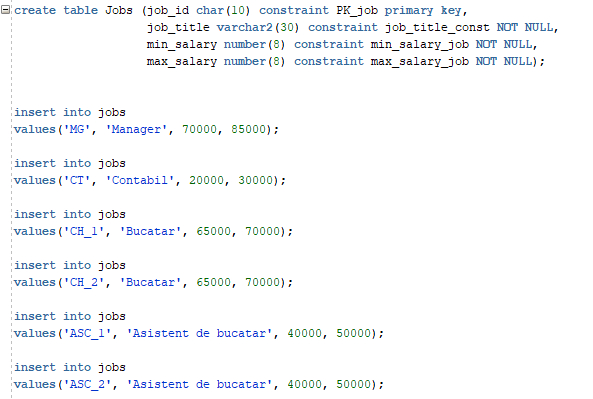 create table Jobs (job_id char(10) constraint PK_job primary key,
job_title varchar2(30) constraint job_title_const NOT NULL,
min_salary number(8) constraint min_salary_job NOT NULL,
max_salary number(8) constraint max_salary_job NOT NULL);
insert into jobs
values('MG', 'Manager', 70000, 85000);
insert into jobs
values('CT', 'Contabil', 20000, 30000);
insert into jobs
values('CH_1', 'Bucatar', 65000, 70000);
insert into jobs
values('CH_2', 'Bucatar', 65000, 70000);
insert into jobs
values('ASC_1', 'Asistent de bucatar', 40000, 50000);
insert into jobs
values('ASC_2', 'Asistent de bucatar', 40000, 50000);